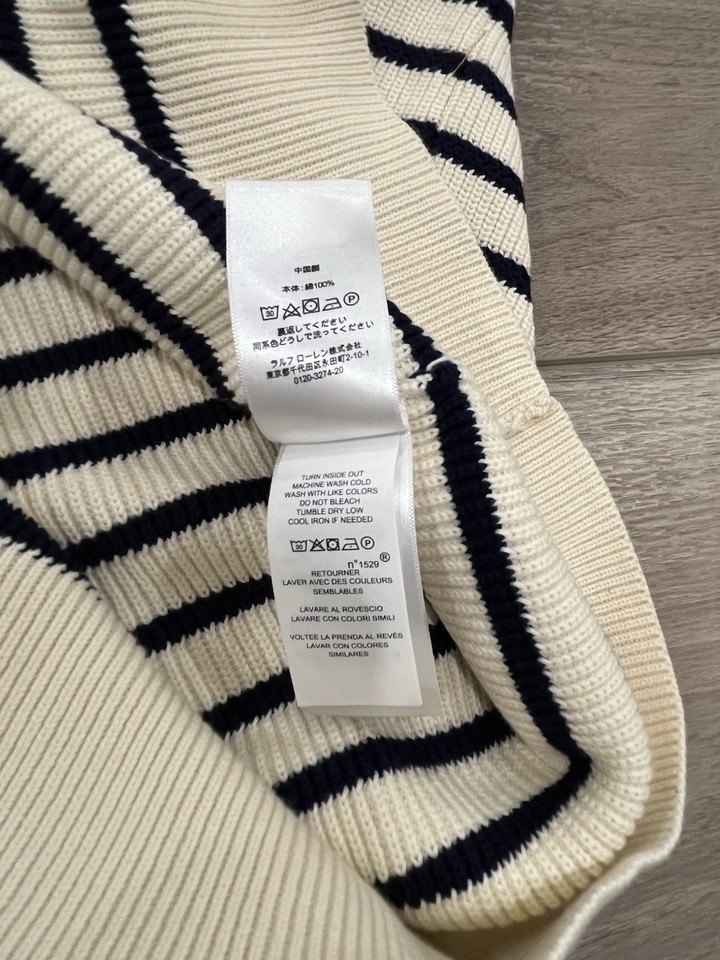 中国製
本体：綿100%
30 P
裏返してください
同系色どうしで洗ってください
ラルフ ローレン株式会社
東京都千代田区永田町2-10-1
0120-3274-20
TURN INSIDE OUT
MACHINE WASH COLD
WASH WITH LIKE COLORS
DO NOT BLEACH
TUMBLE DRY LOW
COOL IRON IF NEEDED
30 P
n°1529 ®
RETOURNER
LAVER AVEC DES COULEURS
SEMBLABLES
LAVARE AL ROVESCIO
LAVARE CON COLORI SIMILI
VOLTEE LA PRENDA AL REVÉS
LAVAR CON COLORES
SIMILARES